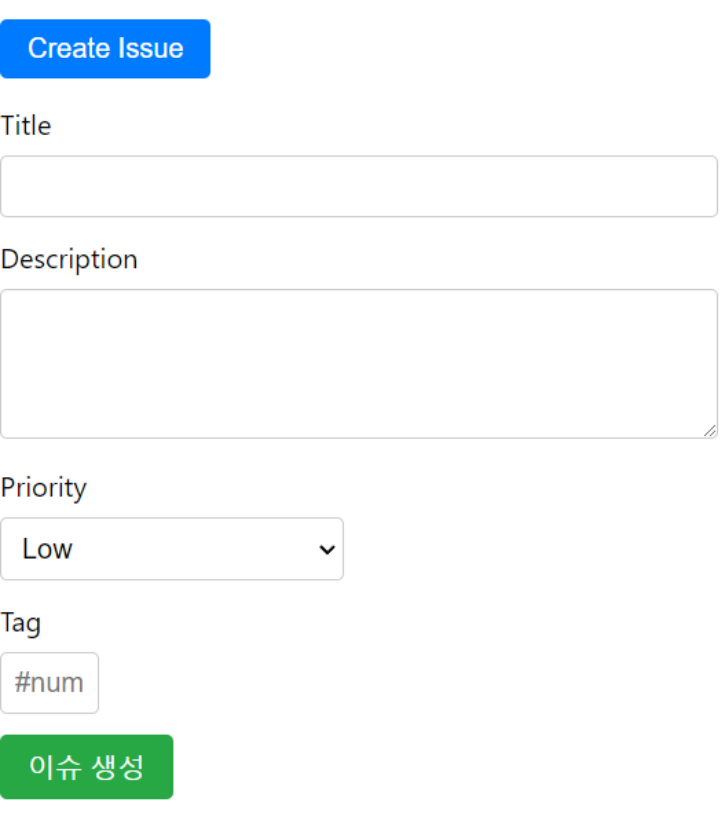 Create Issue
Title
Description
Priority
Low
Tag
#num
이슈 생성